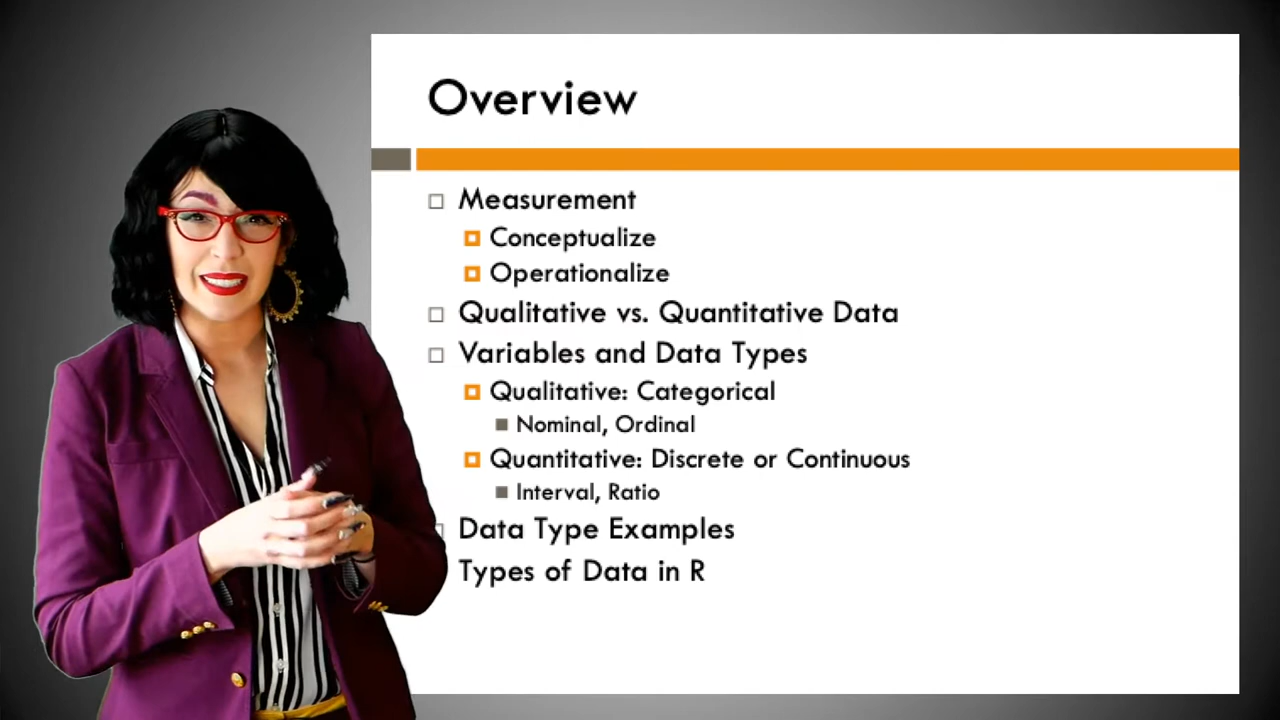 Overview
Measurement
Conceptualize
Operationalize
Qualitative vs. Quantitative Data
Variables and Data Types
Qualitative: Categorical
Nominal, Ordinal
Quantitative: Discrete or Continuous
Interval, Ratio
Data Type Examples
Types of Data in R